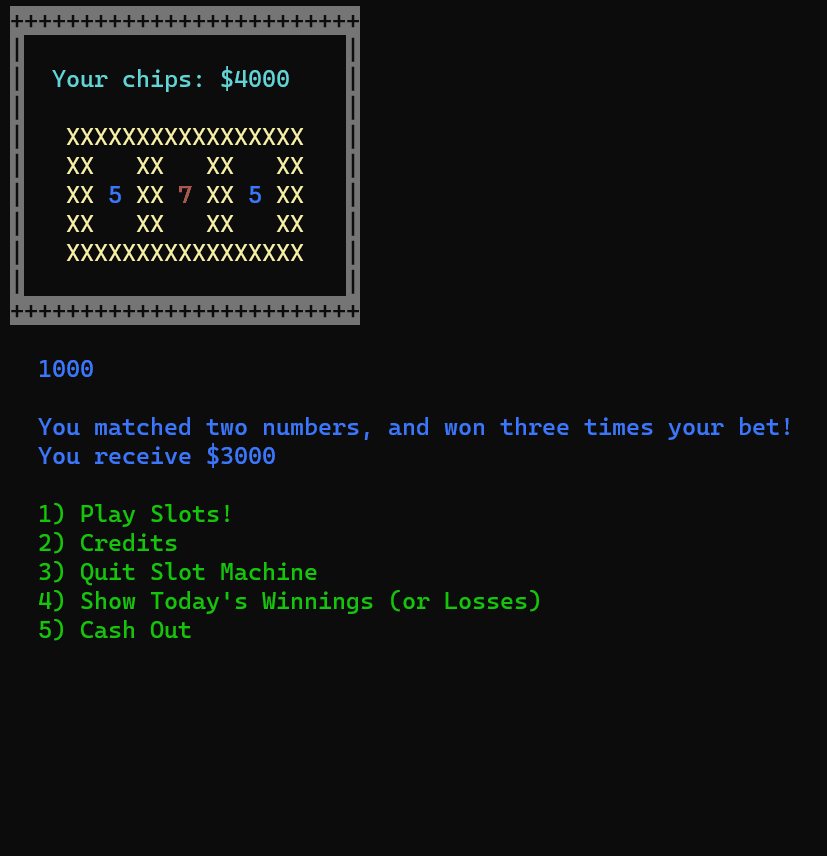 +++++++++++++++++++++++++
| |
| Your chips: $4000 |
| |
| XXXXXXXXXXXXXXXXX |
| XX   XX   XX   XX |
| XX 5 XX 7 XX 5 XX |
| XX   XX   XX   XX |
| XXXXXXXXXXXXXXXXX |
| |
+++++++++++++++++++++++++
1000
You matched two numbers, and won three times your bet!
You receive $3000
1) Play Slots!
2) Credits
3) Quit Slot Machine
4) Show Today's Winnings (or Losses)
5) Cash Out